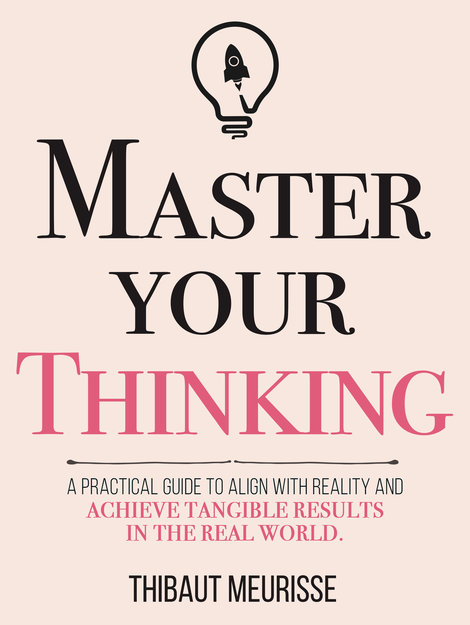 MASTER
YOUR
THINKING
A PRACTICAL GUIDE TO ALIGN WITH REALITY AND
ACHIEVE TANGIBLE RESULTS
IN THE REAL WORLD.
THIBAUT MEURISSE